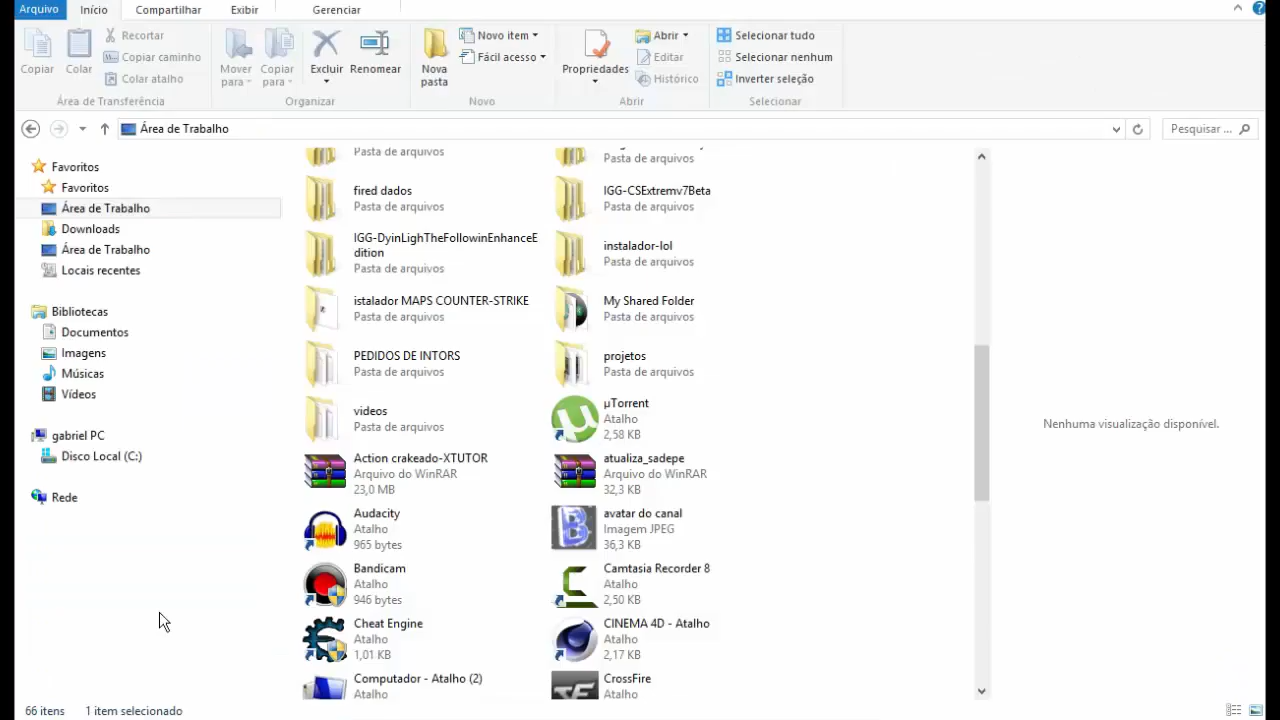 Arquivo Início Compartilhar Exibir Gerenciar
Copiar
Colar
Recortar
Copiar caminho
Colar atalho
Área de Transferência
Mover para
Copiar para
Excluir
Renomear
Organizar
Nova pasta
Novo item
Fácil acesso
Novo
Propriedades
Abrir
Editar
Histórico
Abrir
Selecionar tudo
Selecionar nenhum
Inverter seleção
Selecionar
Área de Trabalho
Pesquisar ...
Favoritos
Favoritos
Área de Trabalho
Downloads
Área de Trabalho
Locais recentes
Bibliotecas
Documentos
Imagens
Músicas
Vídeos
gabriel PC
Disco Local (C:)
Rede
Pasta de arquivos
Pasta de arquivos
fired dados
Pasta de arquivos
IGG-CSExtremv7Beta
Pasta de arquivos
IGG-DyinLighTheFollowinEnhanceE
dition
Pasta de arquivos
instalador-lol
Pasta de arquivos
istalador MAPS COUNTER-STRIKE
Pasta de arquivos
My Shared Folder
Pasta de arquivos
PEDIDOS DE INTORS
Pasta de arquivos
projetos
Pasta de arquivos
videos
Pasta de arquivos
µTorrent
Atalho
2,58 KB
Action crakeado-XTUTOR
Arquivo do WinRAR
23,0 MB
atualiza_sadepe
Arquivo do WinRAR
32,3 KB
Audacity
Atalho
965 bytes
avatar do canal
Imagem JPEG
36,3 KB
Bandicam
Atalho
946 bytes
Camtasia Recorder 8
Atalho
2,50 KB
Cheat Engine
Atalho
1,01 KB
CINEMA 4D - Atalho
Atalho
2,17 KB
Computador - Atalho (2)
Atalho
CrossFire
Atalho
Nenhuma visualização disponível.
66 itens 1 item selecionado